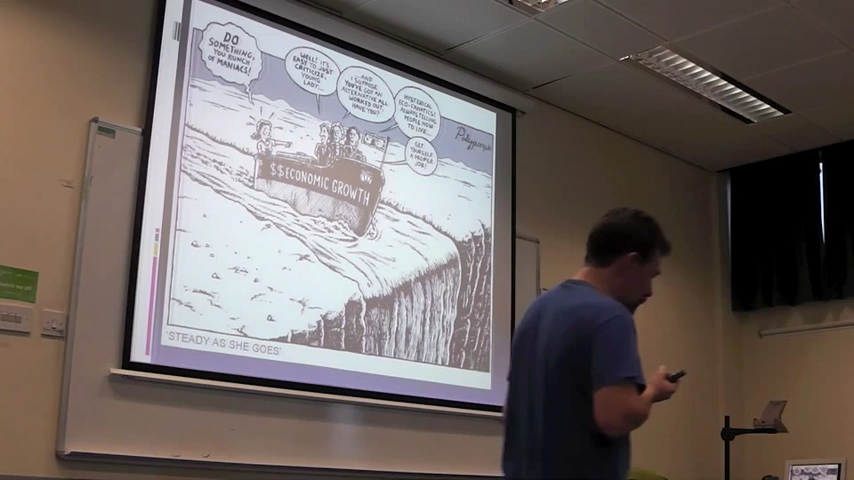 DO
SOMETHING,
YOU BUNCH
OF MANIACS!
WELL! IT'S
EASY TO JUST
CRITICIZE,
YOUNG
LADY...
AND
I SUPPOSE
YOU'VE GOT AN
ALTERNATIVE ALL
WORKED OUT
HAVE YOU?
HYSTERICAL
ECO-FANATICS!
ALWAYS TELLING
PEOPLE HOW
TO LIVE...
GET
YOURSELF
A PROPER
JOB!
Polyp
$$ECONOMIC GROWTH
'STEADY AS SHE GOES'